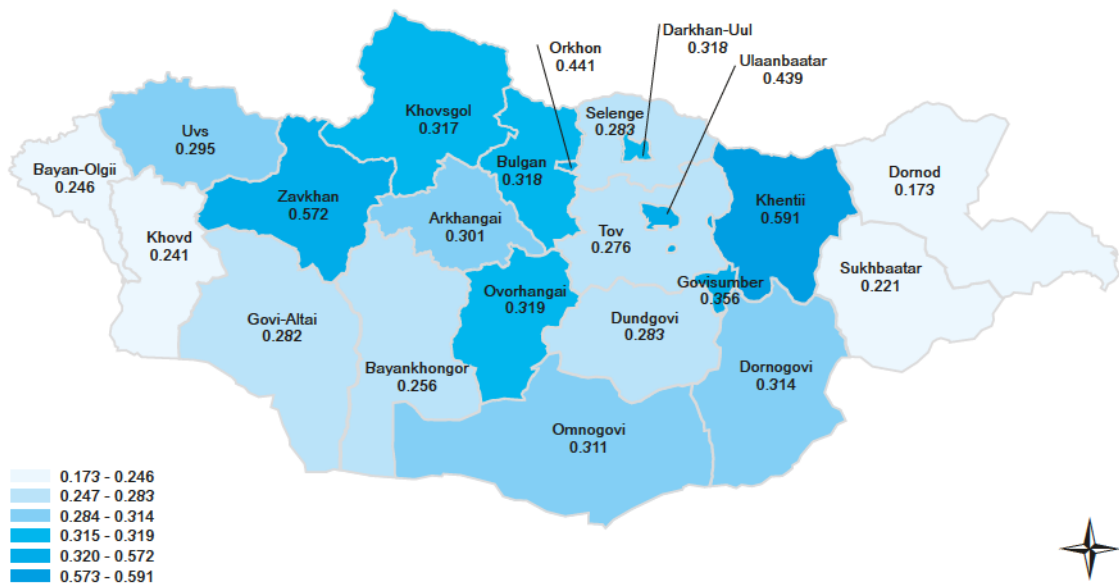 Darkhan-Uul
0.318
Orkhon
0.441
Ulaanbaatar
0.439
Khovsgol
0.317
Selenge
0.283
Uvs
0.295
Bulgan
0.318
Bayan-Olgii
0.246
Dornod
0.173
Zavkhan
0.572
Khentii
0.591
Arkhangai
0.301
Khovd
0.241
Tov
0.276
Sukhbaatar
0.221
Govisumber
0.356
Ovorhangai
0.319
Govi-Altai
0.282
Dundgovi
0.283
Bayankhongor
0.256
Dornogovi
0.314
Omnogovi
0.311
0.173 - 0.246
0.247 - 0.283
0.284 - 0.314
0.315 - 0.319
0.320 - 0.572
0.573 - 0.591